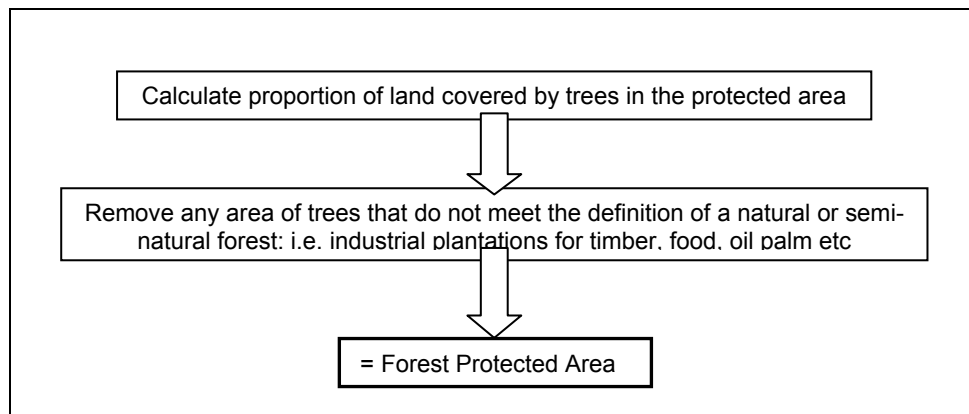 Calculate proportion of land covered by trees in the protected area
Remove any area of trees that do not meet the definition of a natural or semi-
natural forest: i.e. industrial plantations for timber, food, oil palm etc
= Forest Protected Area